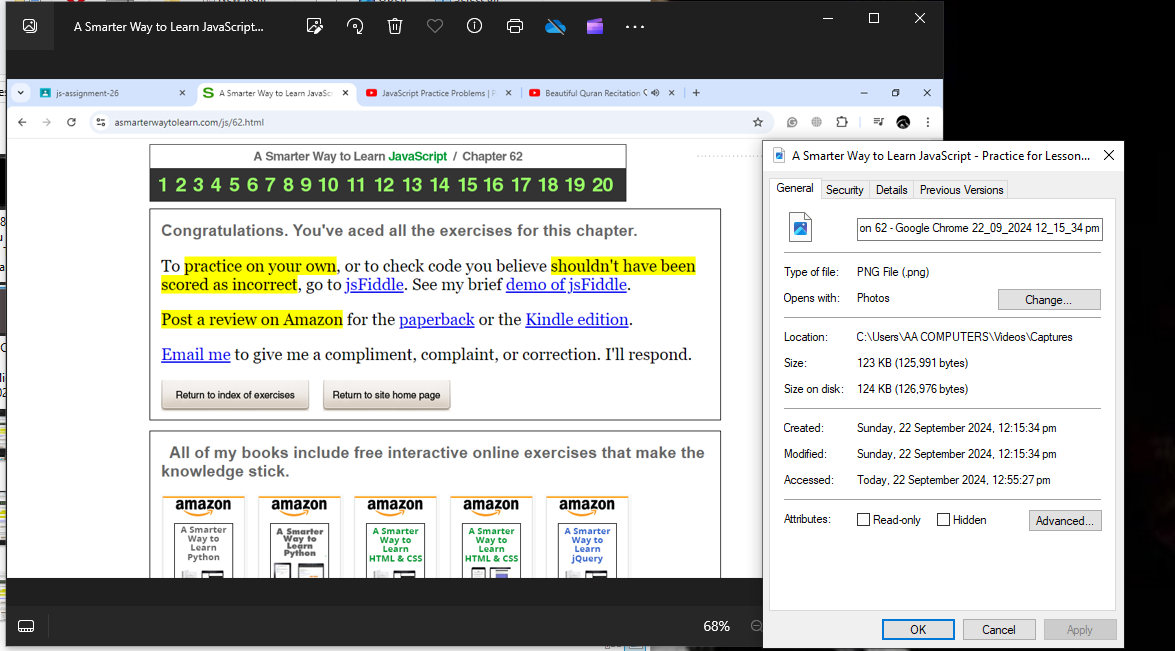 A Smarter Way to Learn JavaScript...
68%
js-assignment-26
A Smarter Way to Learn JavaSc
JavaScript Practice Problems | P
Beautiful Quran Recitation
asmarterwaytolearn.com/js/62.html
A Smarter Way to Learn JavaScript / Chapter 62
1 2 3 4 5 6 7 8 9 10 11 12 13 14 15 16 17 18 19 20
Congratulations. You've aced all the exercises for this chapter.
To practice on your own, or to check code you believe shouldn't have been
scored as incorrect, go to jsFiddle. See my brief demo of jsFiddle.
Post a review on Amazon for the paperback or the Kindle edition.
Email me to give me a compliment, complaint, or correction. I'll respond.
Return to index of exercises
Return to site home page
All of my books include free interactive online exercises that make the
knowledge stick.
amazon
A Smarter
Way to
Learn
Python
amazon
A Smarter
Way to
Learn
Python
amazon
A Smarter
Way to
Learn
HTML & CSS
amazon
A Smarter
Way to
Learn
HTML & CSS
amazon
A Smarter
Way to
Learn
jQuery
A Smarter Way to Learn JavaScript - Practice for Lesson...
General
Security
Details
Previous Versions
on 62 - Google Chrome 22_09_2024 12_15_34 pm
Type of file: PNG File (.png)
Opens with: Photos
Change...
Location: C:\Users\AA COMPUTERS\Videos\Captures
Size: 123 KB (125,991 bytes)
Size on disk: 124 KB (126,976 bytes)
Created: Sunday, 22 September 2024, 12:15:34 pm
Modified: Sunday, 22 September 2024, 12:15:34 pm
Accessed: Today, 22 September 2024, 12:55:27 pm
Attributes: Read-only Hidden
Advanced...
OK
Cancel
Apply